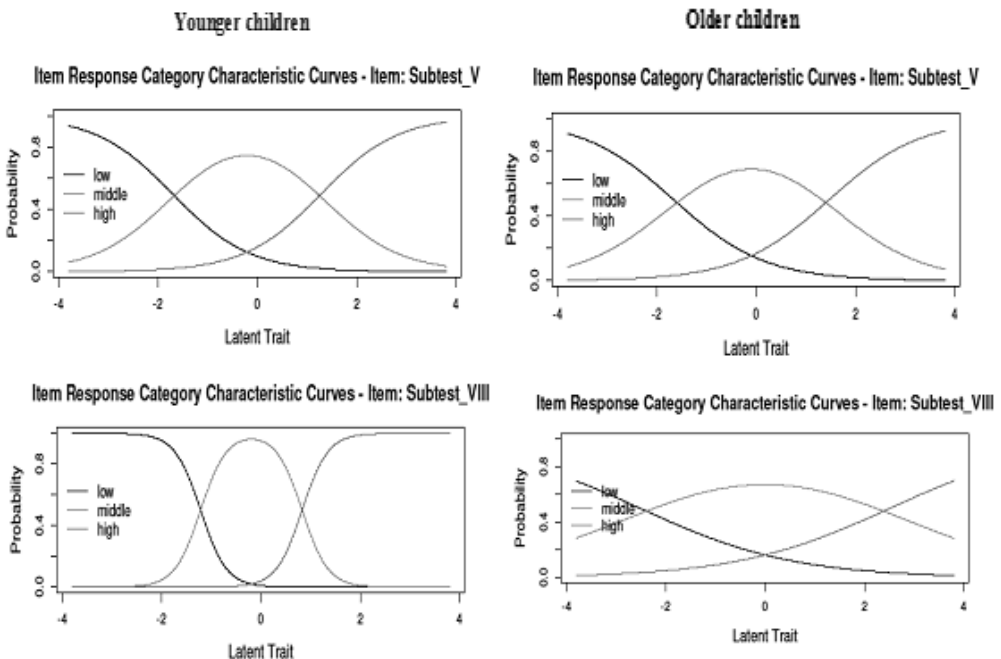 Younger children
Older children
Item Response Category Characteristic Curves - Item: Subtest_V
Probability
0.8
0.4
0.0
low
middle
high
-4 -2 0 2 4
Latent Trait
Item Response Category Characteristic Curves - Item: Subtest_V
Probability
0.8
0.4
0.0
low
middle
high
-4 -2 0 2 4
Latent Trait
Item Response Category Characteristic Curves - Item: Subtest_VIII
Probability
0.8
0.4
0.0
low
middle
high
-4 -2 0 2 4
Latent Trait
Item Response Category Characteristic Curves - Item: Subtest_VIII
Probability
0.8
0.4
0.0
low
middle
high
-4 -2 0 2 4
Latent Trait